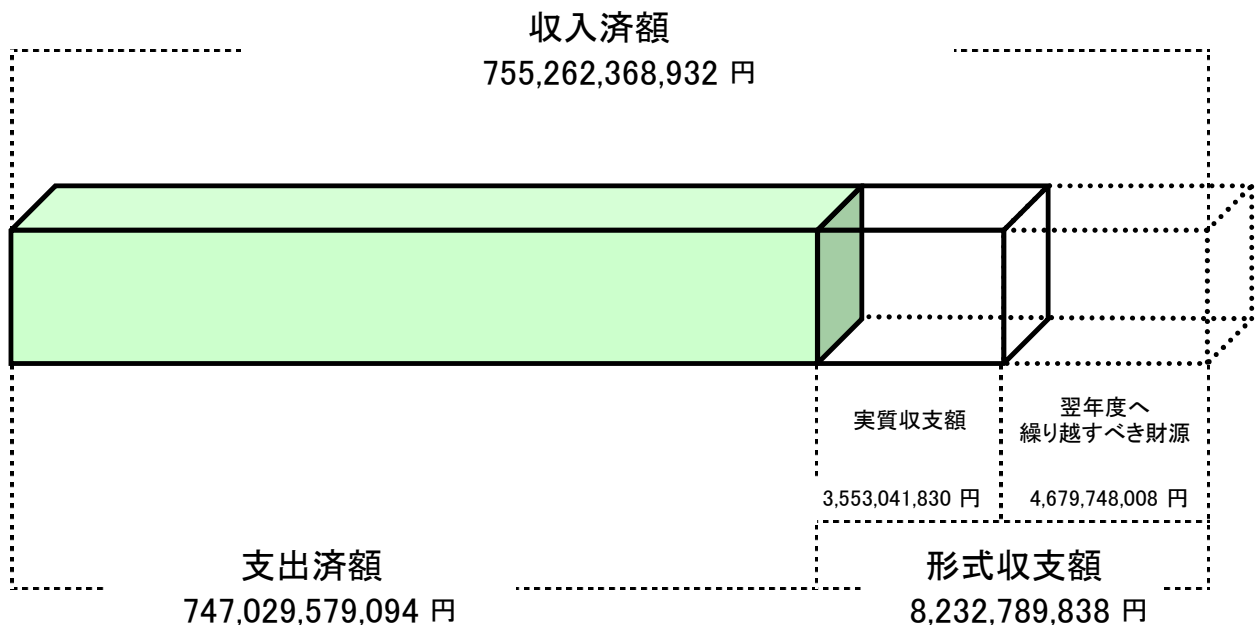 収入済額
755,262,368,932 円
実質収支額
翌年度へ
繰り越すべき財源
3,553,041,830 円
4,679,748,008 円
支出済額
747,029,579,094 円
形式収支額
8,232,789,838 円